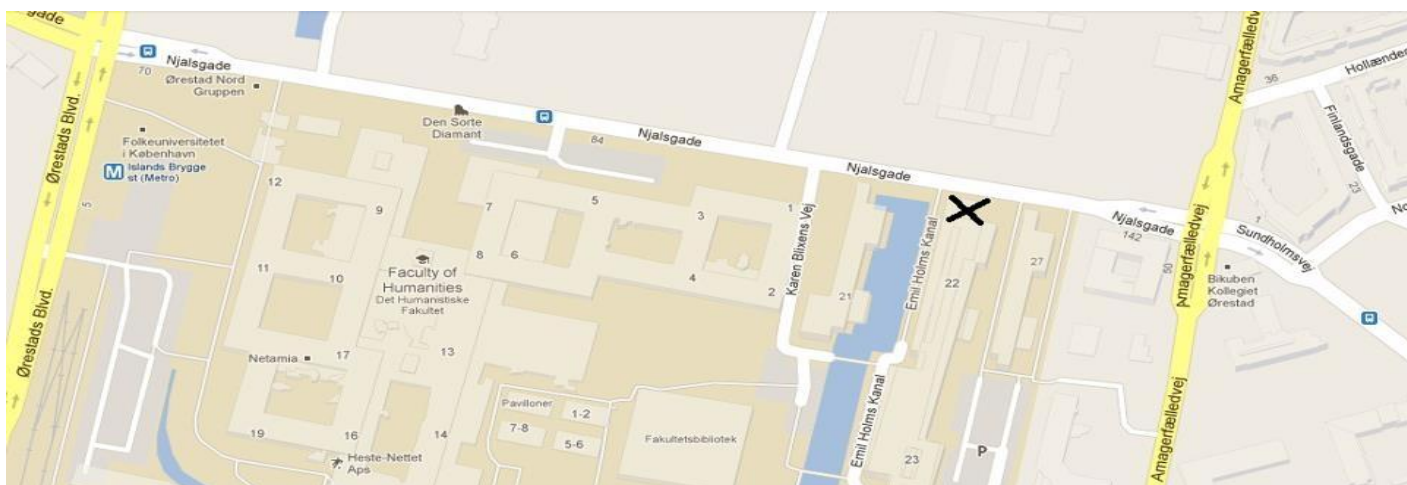 Ørestads Blvd.
70
Njalsgade
Ørestad Nord
Gruppen
Folkeuniversitetet
i København
M
Islands Brygge
st (Metro)
5
Den Sorte
Diamant
84
Njalsgade
Njalsgade
Amagerfælledvej
36
Finlandsgade
23
12
9
7
5
3
1
Karen Blixens Vej
Emil Holms Kanal
Njalsgade
142
1
Sundholmsvej
50
Bikuben
Kollegiet
Ørestad
11
10
8
6
4
2
21
22
27
Faculty of
Humanities
Det Humanistiske
Fakultet
Amagerfælledvej
Ørestads Blvd.
Netamia
17
13
Pavilloner
1-2
7-8
5-6
Fakultetsbibliotek
Emil Holms Kanal
P
Amagerfælledvej
19
16
14
23
Heste-Nettet
Aps